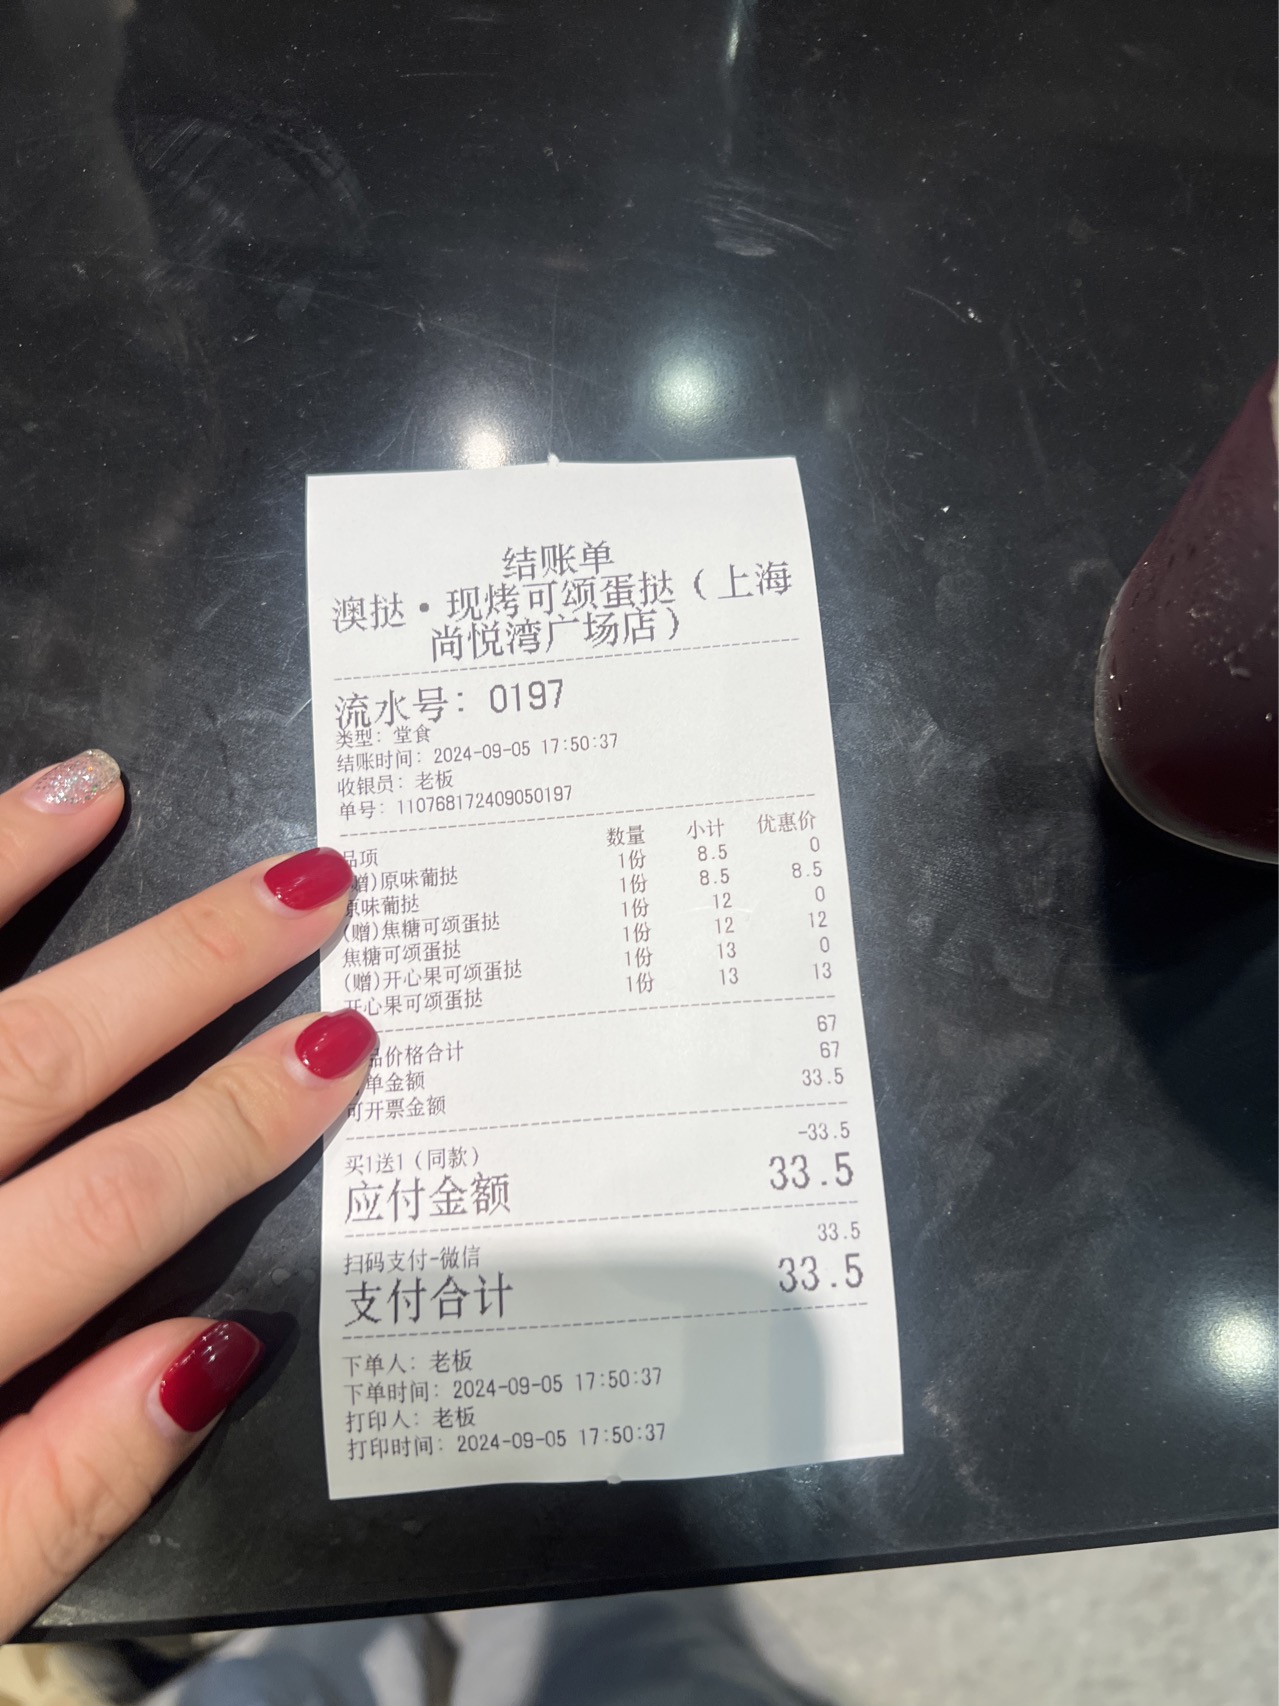 结账单
澳挞·现烤可颂蛋挞（上海
尚悦湾广场店）
流水号：0197
类型：堂食
结账时间：2024-09-05 17:50:37
收银员：老板
单号：110768172409050197
品项 数量 小计 优惠价
赠)原味葡挞 1份 8.5 0
原味葡挞 1份 8.5 8.5
(赠)焦糖可颂蛋挞 1份 12 0
焦糖可颂蛋挞 1份 12 12
(赠)开心果可颂蛋挞 1份 13 0
开心果可颂蛋挞 1份 13 13
品价格合计 67
单金额 67
可开票金额 33.5
买1送1（同款） -33.5
应付金额 33.5
扫码支付-微信 33.5
支付合计 33.5
下单人：老板
下单时间：2024-09-05 17:50:37
打印人：老板
打印时间：2024-09-05 17:50:37